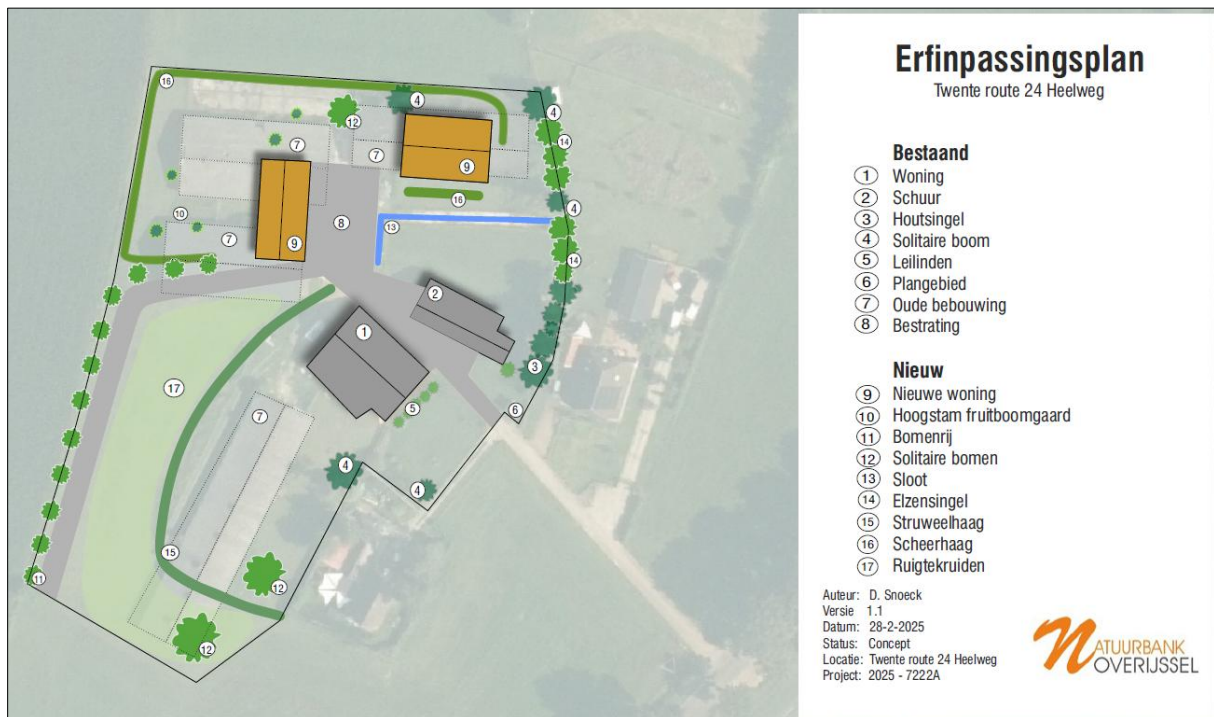 Erfinpassingsplan
Twente route 24 Heelweg
Bestaand
1 Woning
2 Schuur
3 Houtsingel
4 Solitaire boom
5 Leilinden
6 Plangebied
7 Oude bebouwing
8 Bestrating
Nieuw
9 Nieuwe woning
10 Hoogstam fruitboomgaard
11 Bomenrij
12 Solitaire bomen
13 Sloot
14 Elzensingel
15 Struweelhaag
16 Scheerhaag
17 Ruigtekruiden
Auteur: D. Snoeck
Versie 1.1
Datum: 28-2-2025
Status: Concept
Locatie: Twente route 24 Heelweg
Project: 2025 - 7222A
NATUURBANK
OVERIJSSEL
16
4
4
12
14
7
7
9
16
10
4
8
13
7
9
14
2
1
17
3
5
6
7
4
4
15
11
12
12